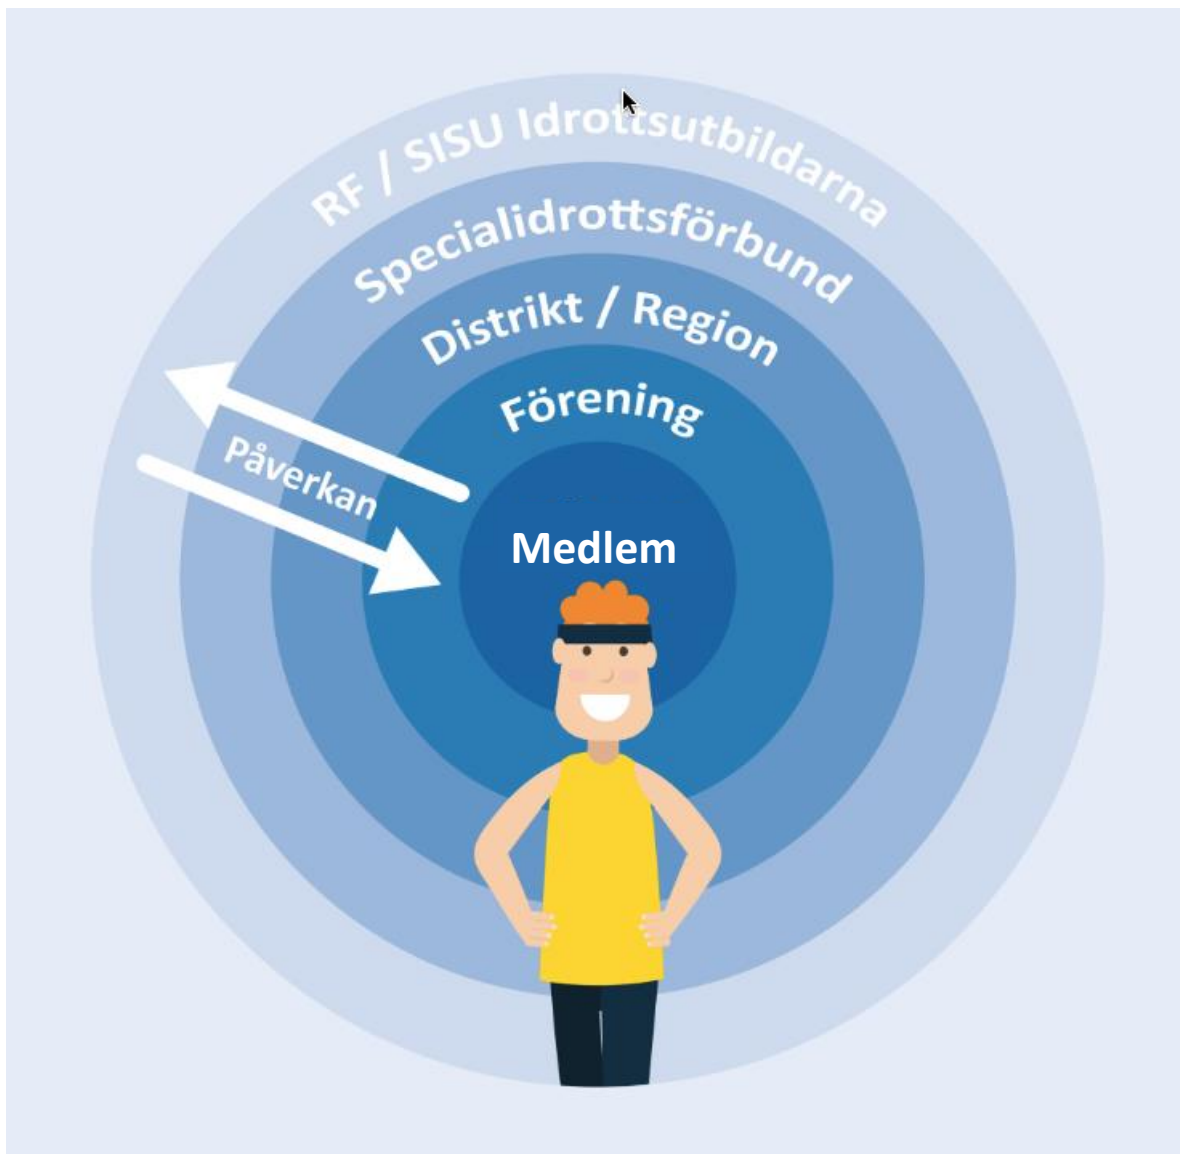 RF / SISU Idrottsutbildarna
Specialidrottsförbund
Distrikt / Region
Förening
Påverkan
Medlem